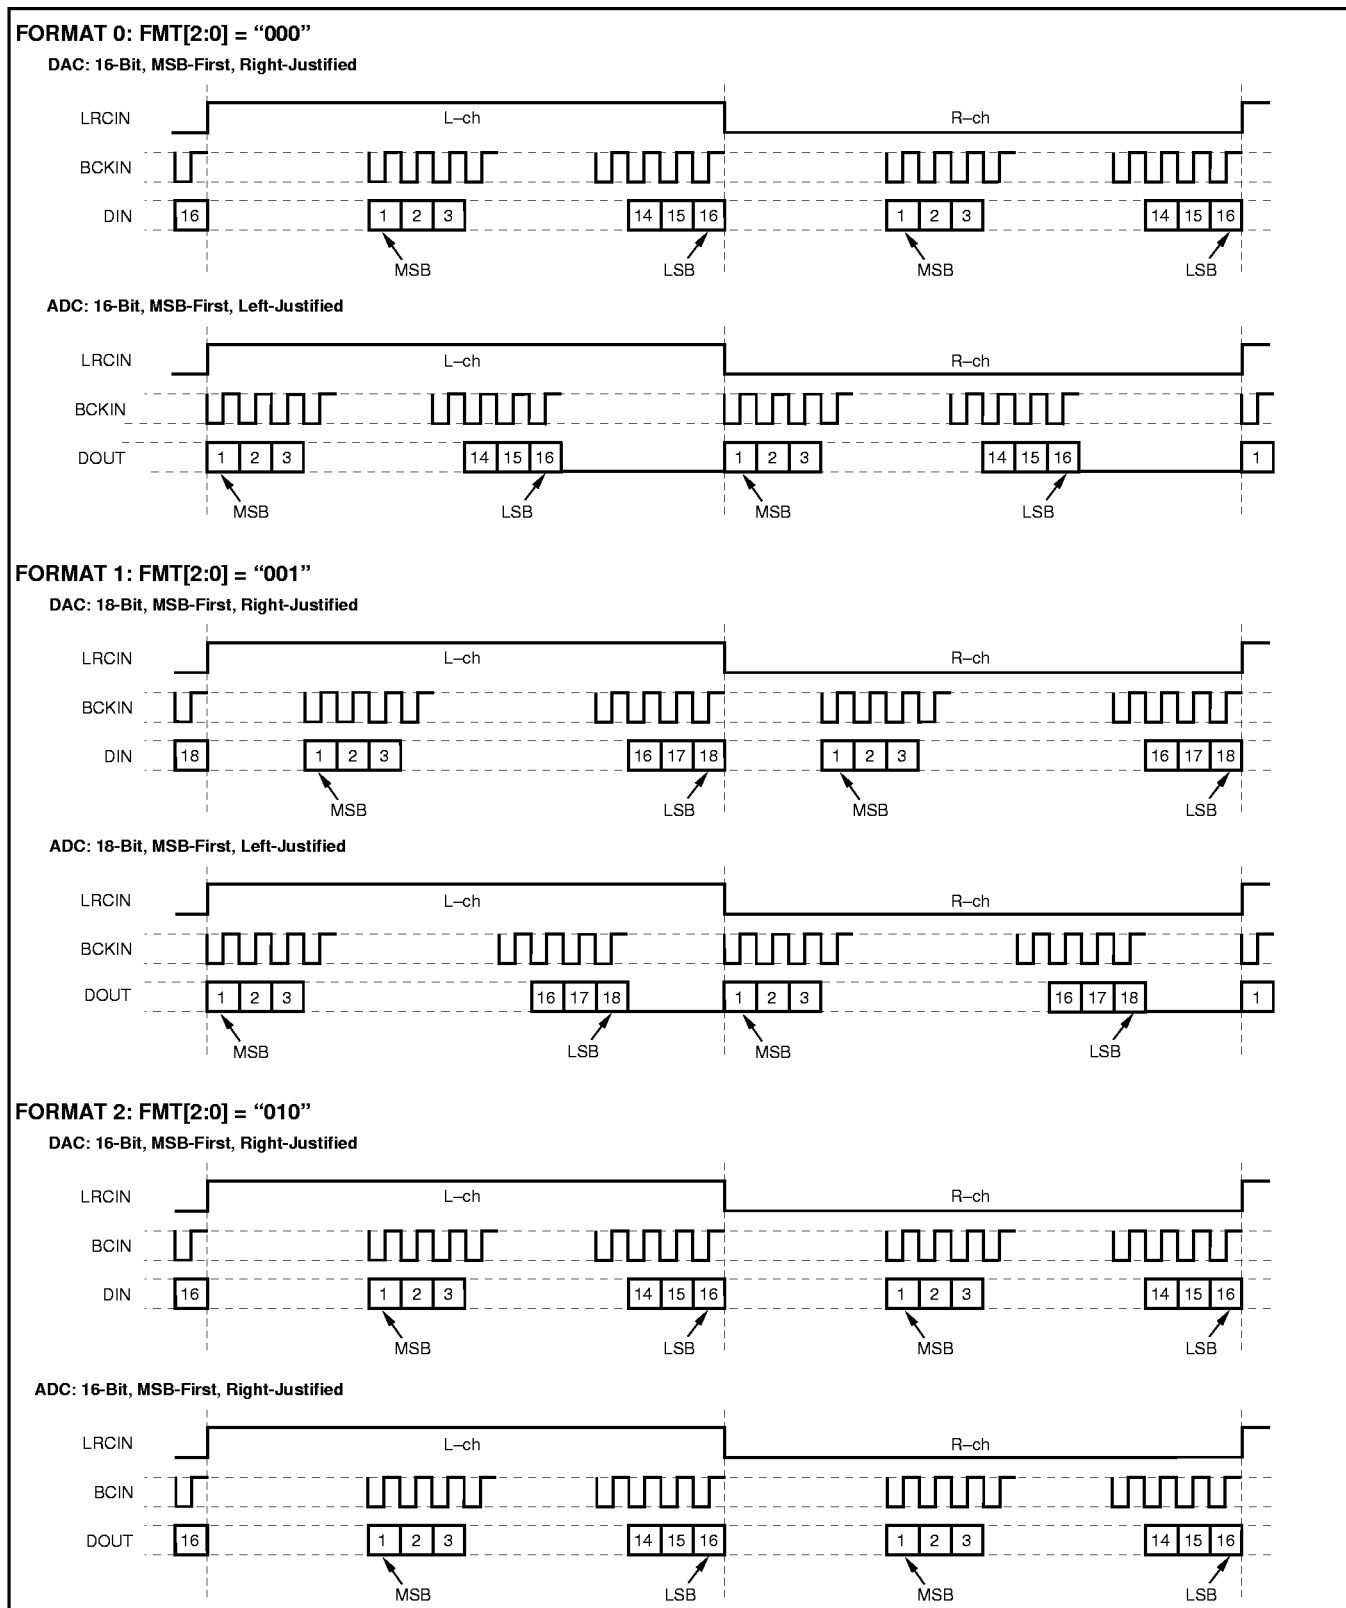 FORMAT 0: FMT[2:0] = “000”
DAC: 16-Bit, MSB-First, Right-Justified
LRCIN L–ch R–ch
BCKIN
DIN 16 1 2 3 14 15 16 1 2 3 14 15 16
MSB LSB MSB LSB
ADC: 16-Bit, MSB-First, Left-Justified
LRCIN L–ch R–ch
BCKIN
DOUT 1 2 3 14 15 16 1 2 3 14 15 16 1
MSB LSB MSB LSB
FORMAT 1: FMT[2:0] = “001”
DAC: 18-Bit, MSB-First, Right-Justified
LRCIN L–ch R–ch
BCKIN
DIN 18 1 2 3 16 17 18 1 2 3 16 17 18
MSB LSB MSB LSB
ADC: 18-Bit, MSB-First, Left-Justified
LRCIN L–ch R–ch
BCKIN
DOUT 1 2 3 16 17 18 1 2 3 16 17 18 1
MSB LSB MSB LSB
FORMAT 2: FMT[2:0] = “010”
DAC: 16-Bit, MSB-First, Right-Justified
LRCIN L–ch R–ch
BCIN
DIN 16 1 2 3 14 15 16 1 2 3 14 15 16
MSB LSB MSB LSB
ADC: 16-Bit, MSB-First, Right-Justified
LRCIN L–ch R–ch
BCIN
DOUT 16 1 2 3 14 15 16 1 2 3 14 15 16
MSB LSB MSB LSB